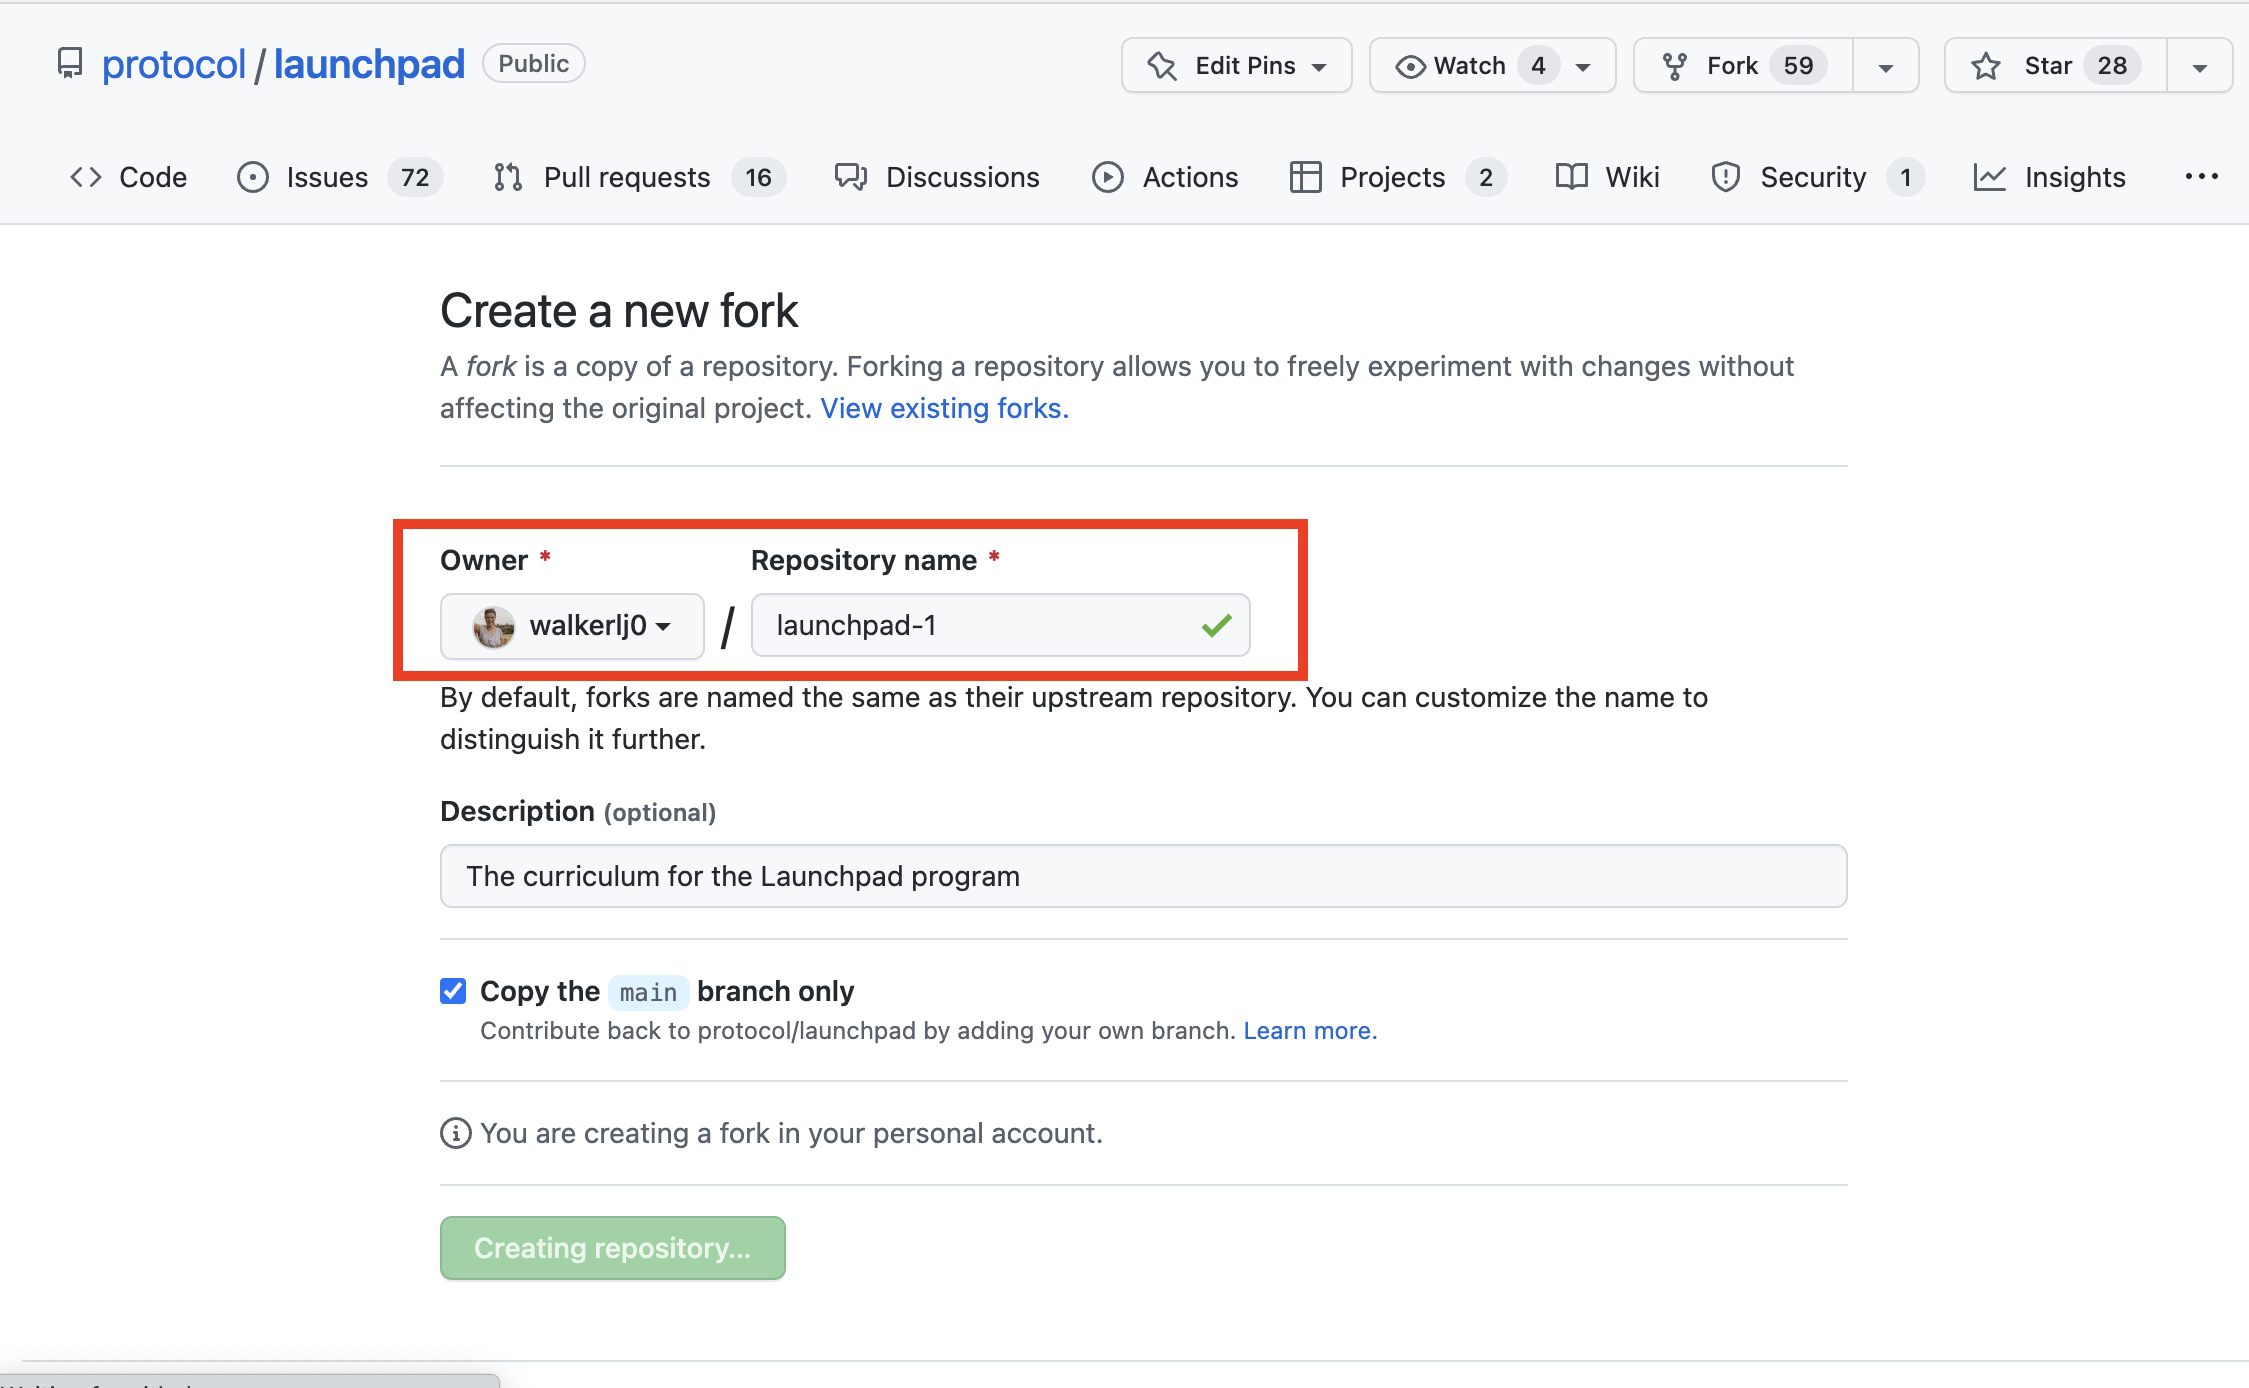 protocol / launchpad Public Edit Pins Watch 4 Fork 59 Star 28
Code Issues 72 Pull requests 16 Discussions Actions Projects 2 Wiki Security 1 Insights ...
Create a new fork
A fork is a copy of a repository. Forking a repository allows you to freely experiment with changes without
affecting the original project. View existing forks.
Owner * Repository name *
walkerlj0 / launchpad-1
By default, forks are named the same as their upstream repository. You can customize the name to
distinguish it further.
Description (optional)
The curriculum for the Launchpad program
Copy the main branch only
Contribute back to protocol/launchpad by adding your own branch. Learn more.
You are creating a fork in your personal account.
Creating repository...